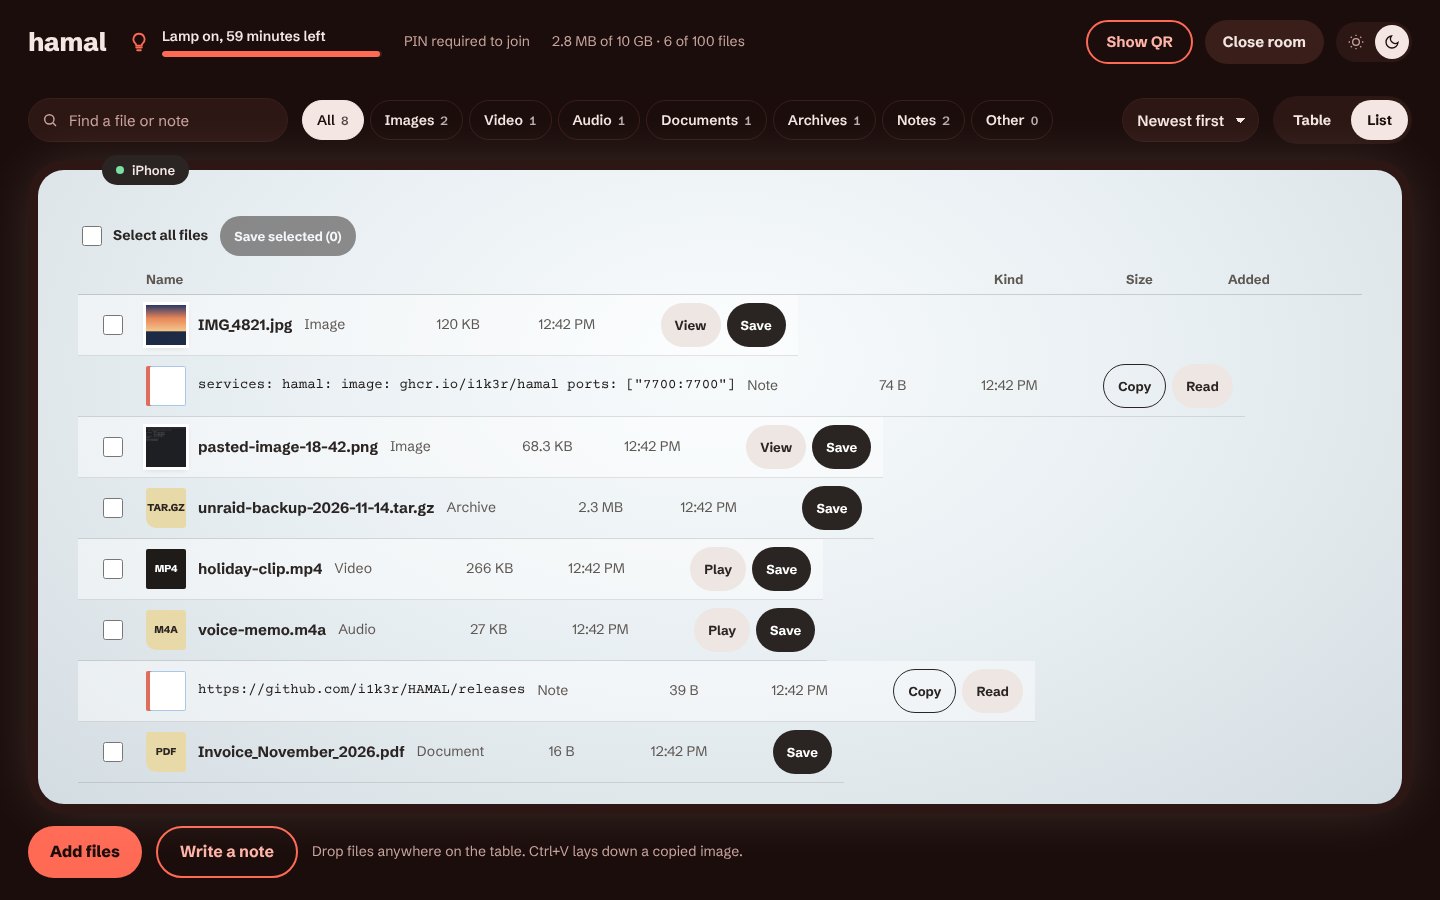 hamal
Lamp on, 59 minutes left
PIN required to join
2.8 MB of 10 GB · 6 of 100 files
Show QR
Close room
Find a file or note
All 8
Images 2
Video 1
Audio 1
Documents 1
Archives 1
Notes 2
Other 0
Newest first
Table
List
iPhone
Select all files
Save selected (0)
Name Kind Size Added
IMG_4821.jpg Image 120 KB 12:42 PM View Save
services: hamal: image: ghcr.io/i1k3r/hamal ports: ["7700:7700"] Note 74 B 12:42 PM Copy Read
pasted-image-18-42.png Image 68.3 KB 12:42 PM View Save
TAR.GZ unraid-backup-2026-11-14.tar.gz Archive 2.3 MB 12:42 PM Save
MP4 holiday-clip.mp4 Video 266 KB 12:42 PM Play Save
M4A voice-memo.m4a Audio 27 KB 12:42 PM Play Save
https://github.com/i1k3r/HAMAL/releases Note 39 B 12:42 PM Copy Read
PDF Invoice_November_2026.pdf Document 16 B 12:42 PM Save
Add files
Write a note
Drop files anywhere on the table. Ctrl+V lays down a copied image.